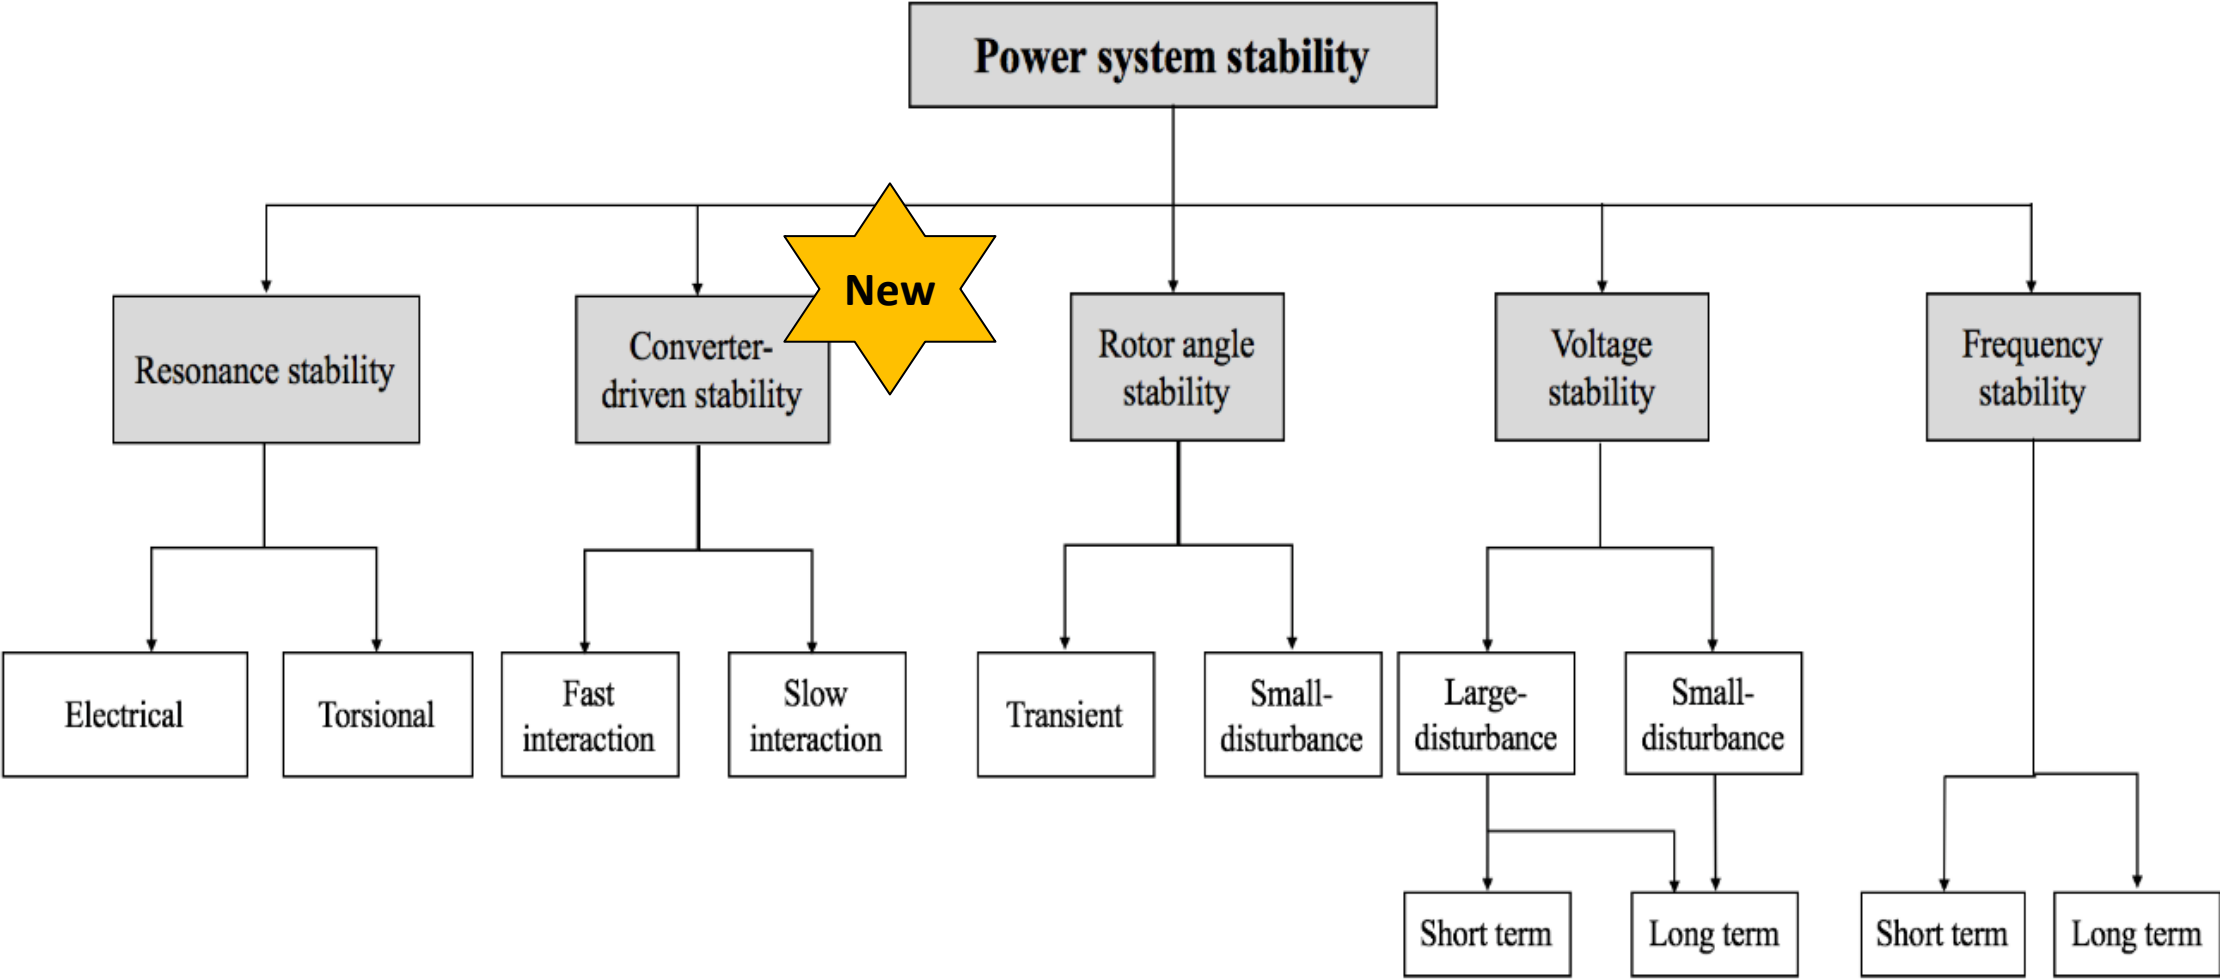 Power system stability
New
Resonance stability
Converter-
driven stability
Rotor angle
stability
Voltage
stability
Frequency
stability
Electrical
Torsional
Fast
interaction
Slow
interaction
Transient
Small-
disturbance
Large-
disturbance
Small-
disturbance
Short term
Long term
Short term
Long term